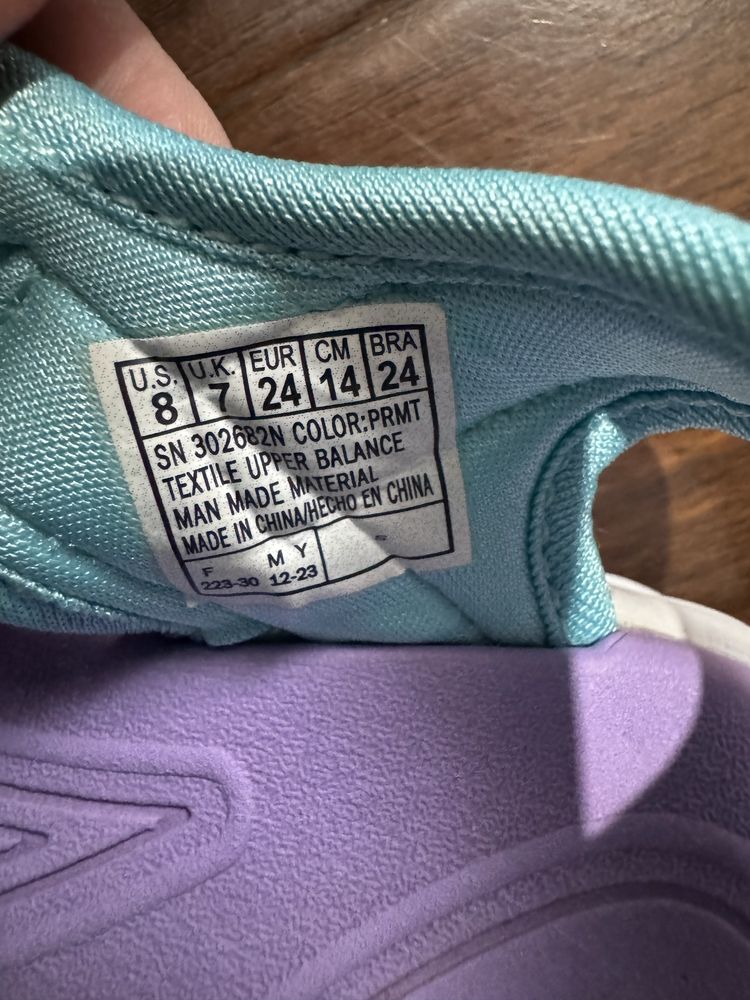 U.S. U.K. EUR CM BRA
8 7 24 14 24
SN 302682N COLOR:PRMT
TEXTILE UPPER BALANCE
MAN MADE MATERIAL
MADE IN CHINA/HECHO EN CHINA
F M Y S
223-30 12-23